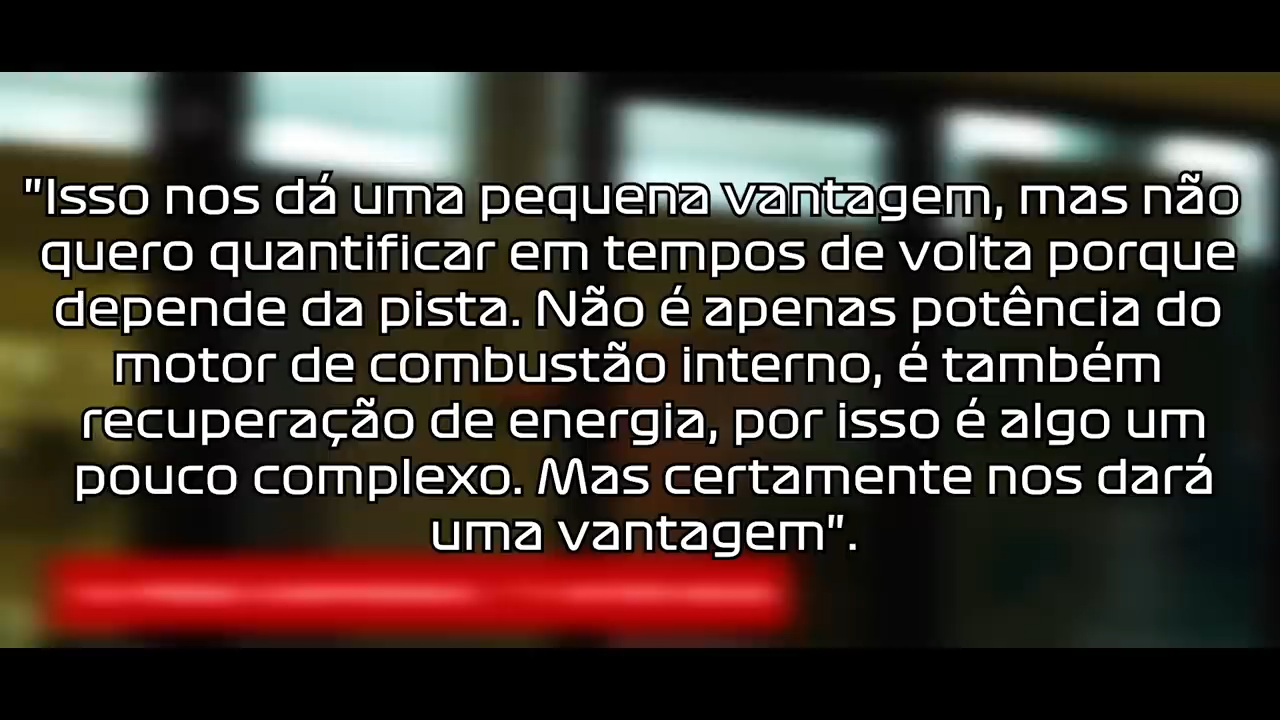 "Isso nos dá uma pequena vantagem, mas não
quero quantificar em tempos de volta porque
depende da pista. Não é apenas potência do
motor de combustão interno, é também
recuperação de energia, por isso é algo um
pouco complexo. Mas certamente nos dará
uma vantagem".